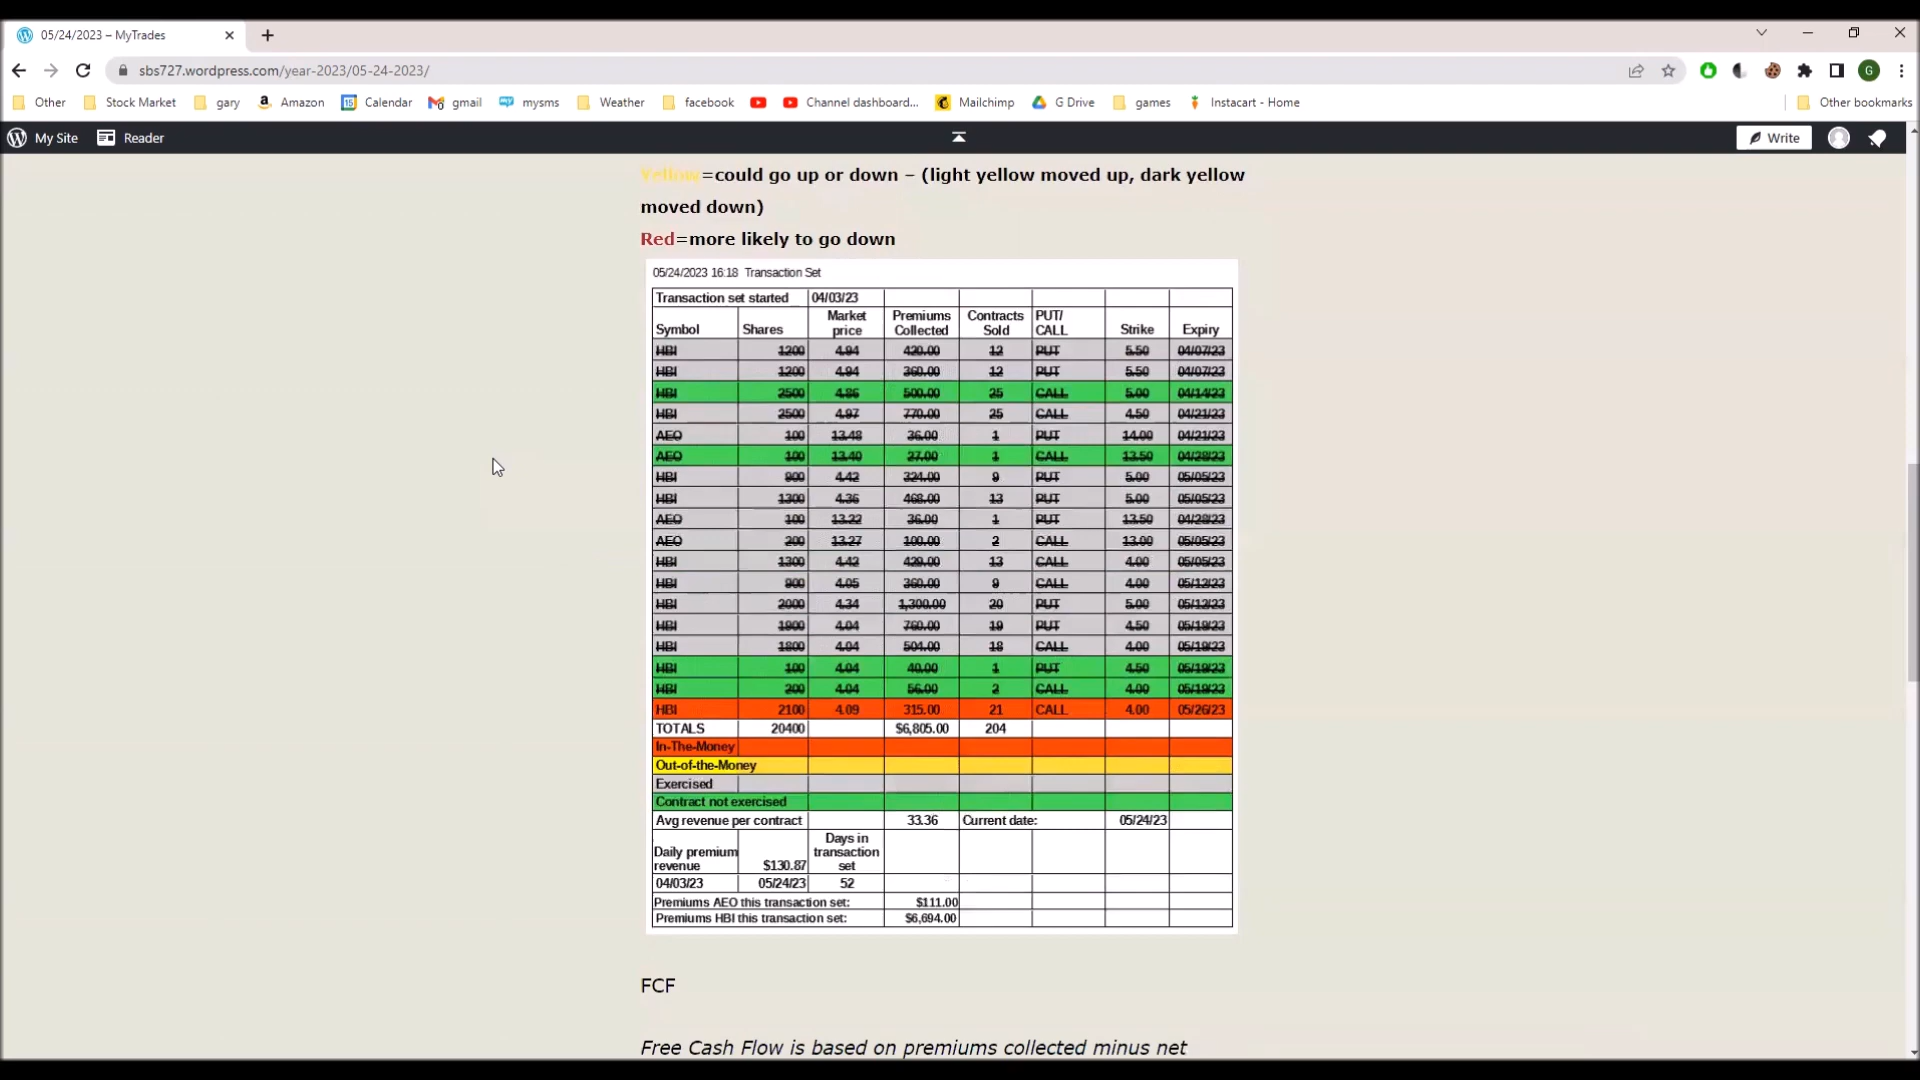 05/24/2023 – MyTrades
sbs727.wordpress.com/year-2023/05-24-2023/
Other Stock Market gary Amazon Calendar gmail mysms Weather facebook Channel dashboard... Mailchimp G Drive games Instacart - Home Other bookmarks
My Site Reader Write
Yellow=could go up or down – (light yellow moved up, dark yellow
moved down)
Red=more likely to go down
05/24/2023 16:18 Transaction Set
Transaction set started 04/03/23
Symbol Shares Market price Premiums Collected Contracts Sold PUT/ CALL Strike Expiry
HBI 1200 4.94 420.00 12 PUT 5.50 04/07/23
HBI 1200 4.94 360.00 12 PUT 5.50 04/07/23
HBI 2500 4.86 500.00 25 CALL 5.00 04/14/23
HBI 2500 4.97 770.00 25 CALL 4.50 04/21/23
AEO 100 13.48 36.00 1 PUT 14.00 04/21/23
AEO 100 13.40 27.00 1 CALL 13.50 04/28/23
HBI 900 4.42 324.00 9 PUT 5.00 05/05/23
HBI 1300 4.36 468.00 13 PUT 5.00 05/05/23
AEO 100 13.22 36.00 1 PUT 13.50 04/28/23
AEO 200 13.27 100.00 2 CALL 13.00 05/05/23
HBI 1300 4.42 429.00 13 CALL 4.00 05/05/23
HBI 900 4.05 360.00 9 CALL 4.00 05/12/23
HBI 2000 4.34 1,300.00 20 PUT 5.00 05/12/23
HBI 1900 4.04 760.00 19 PUT 4.50 05/19/23
HBI 1800 4.04 504.00 18 CALL 4.00 05/19/23
HBI 100 4.04 40.00 1 PUT 4.50 05/19/23
HBI 200 4.04 56.00 2 CALL 4.00 05/19/23
HBI 2100 4.09 315.00 21 CALL 4.00 05/26/23
TOTALS 20400 $6,805.00 204
In-The-Money
Out-of-the-Money
Exercised
Contract not exercised
Avg revenue per contract 33.36 Current date: 05/24/23
Daily premium revenue $130.87 Days in transaction set
04/03/23 05/24/23 52
Premiums AEO this transaction set: $111.00
Premiums HBI this transaction set: $6,694.00
FCF
Free Cash Flow is based on premiums collected minus net